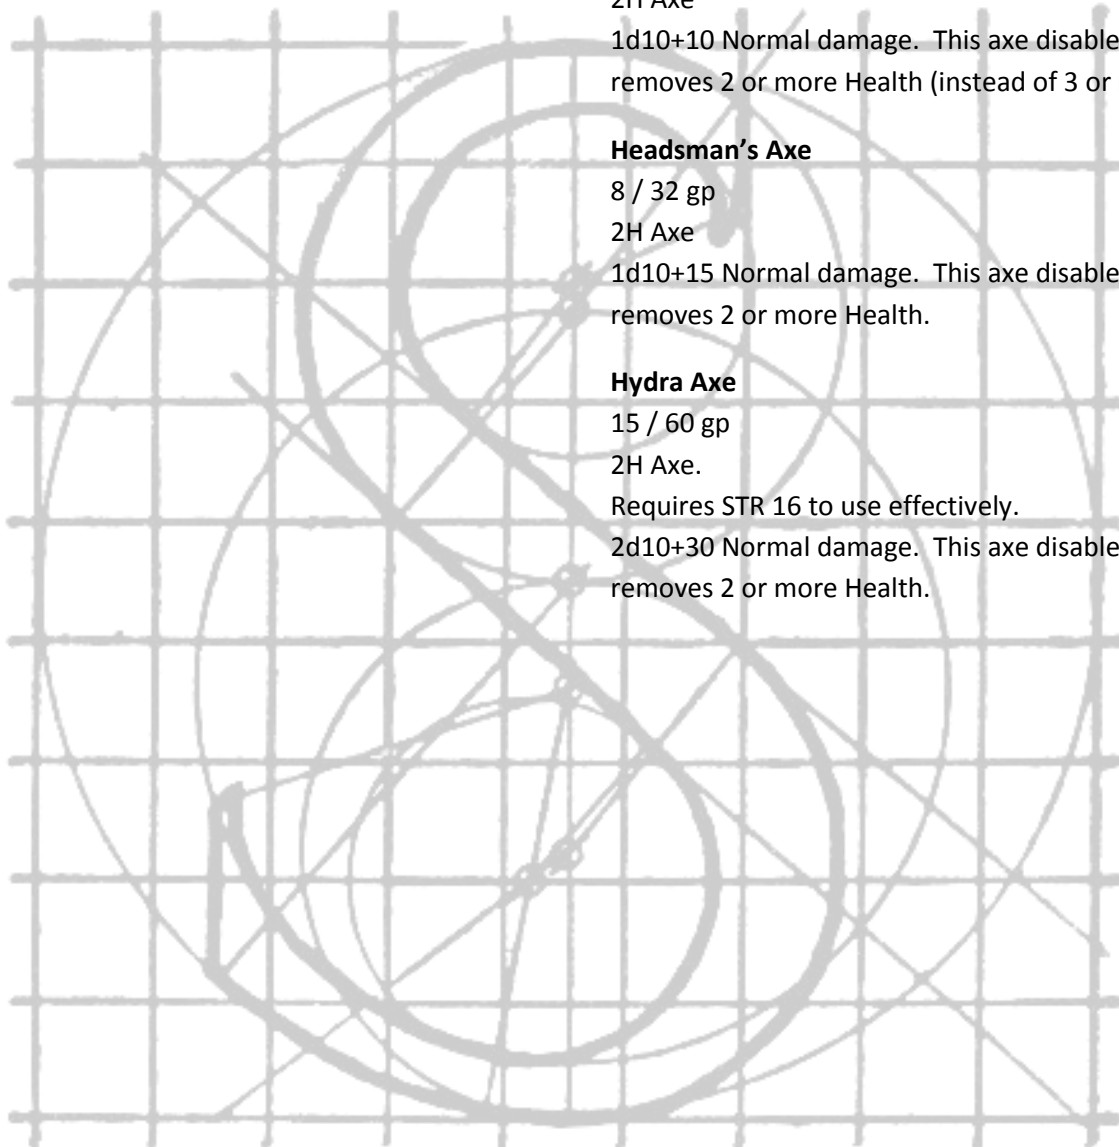 2H Axe
1d10+10 Normal damage.  This axe disable
removes 2 or more Health (instead of 3 or
Headsman’s Axe
8 / 32 gp
2H Axe
1d10+15 Normal damage.  This axe disable
removes 2 or more Health.
Hydra Axe
15 / 60 gp
2H Axe.
Requires STR 16 to use effectively.
2d10+30 Normal damage.  This axe disable
removes 2 or more Health.